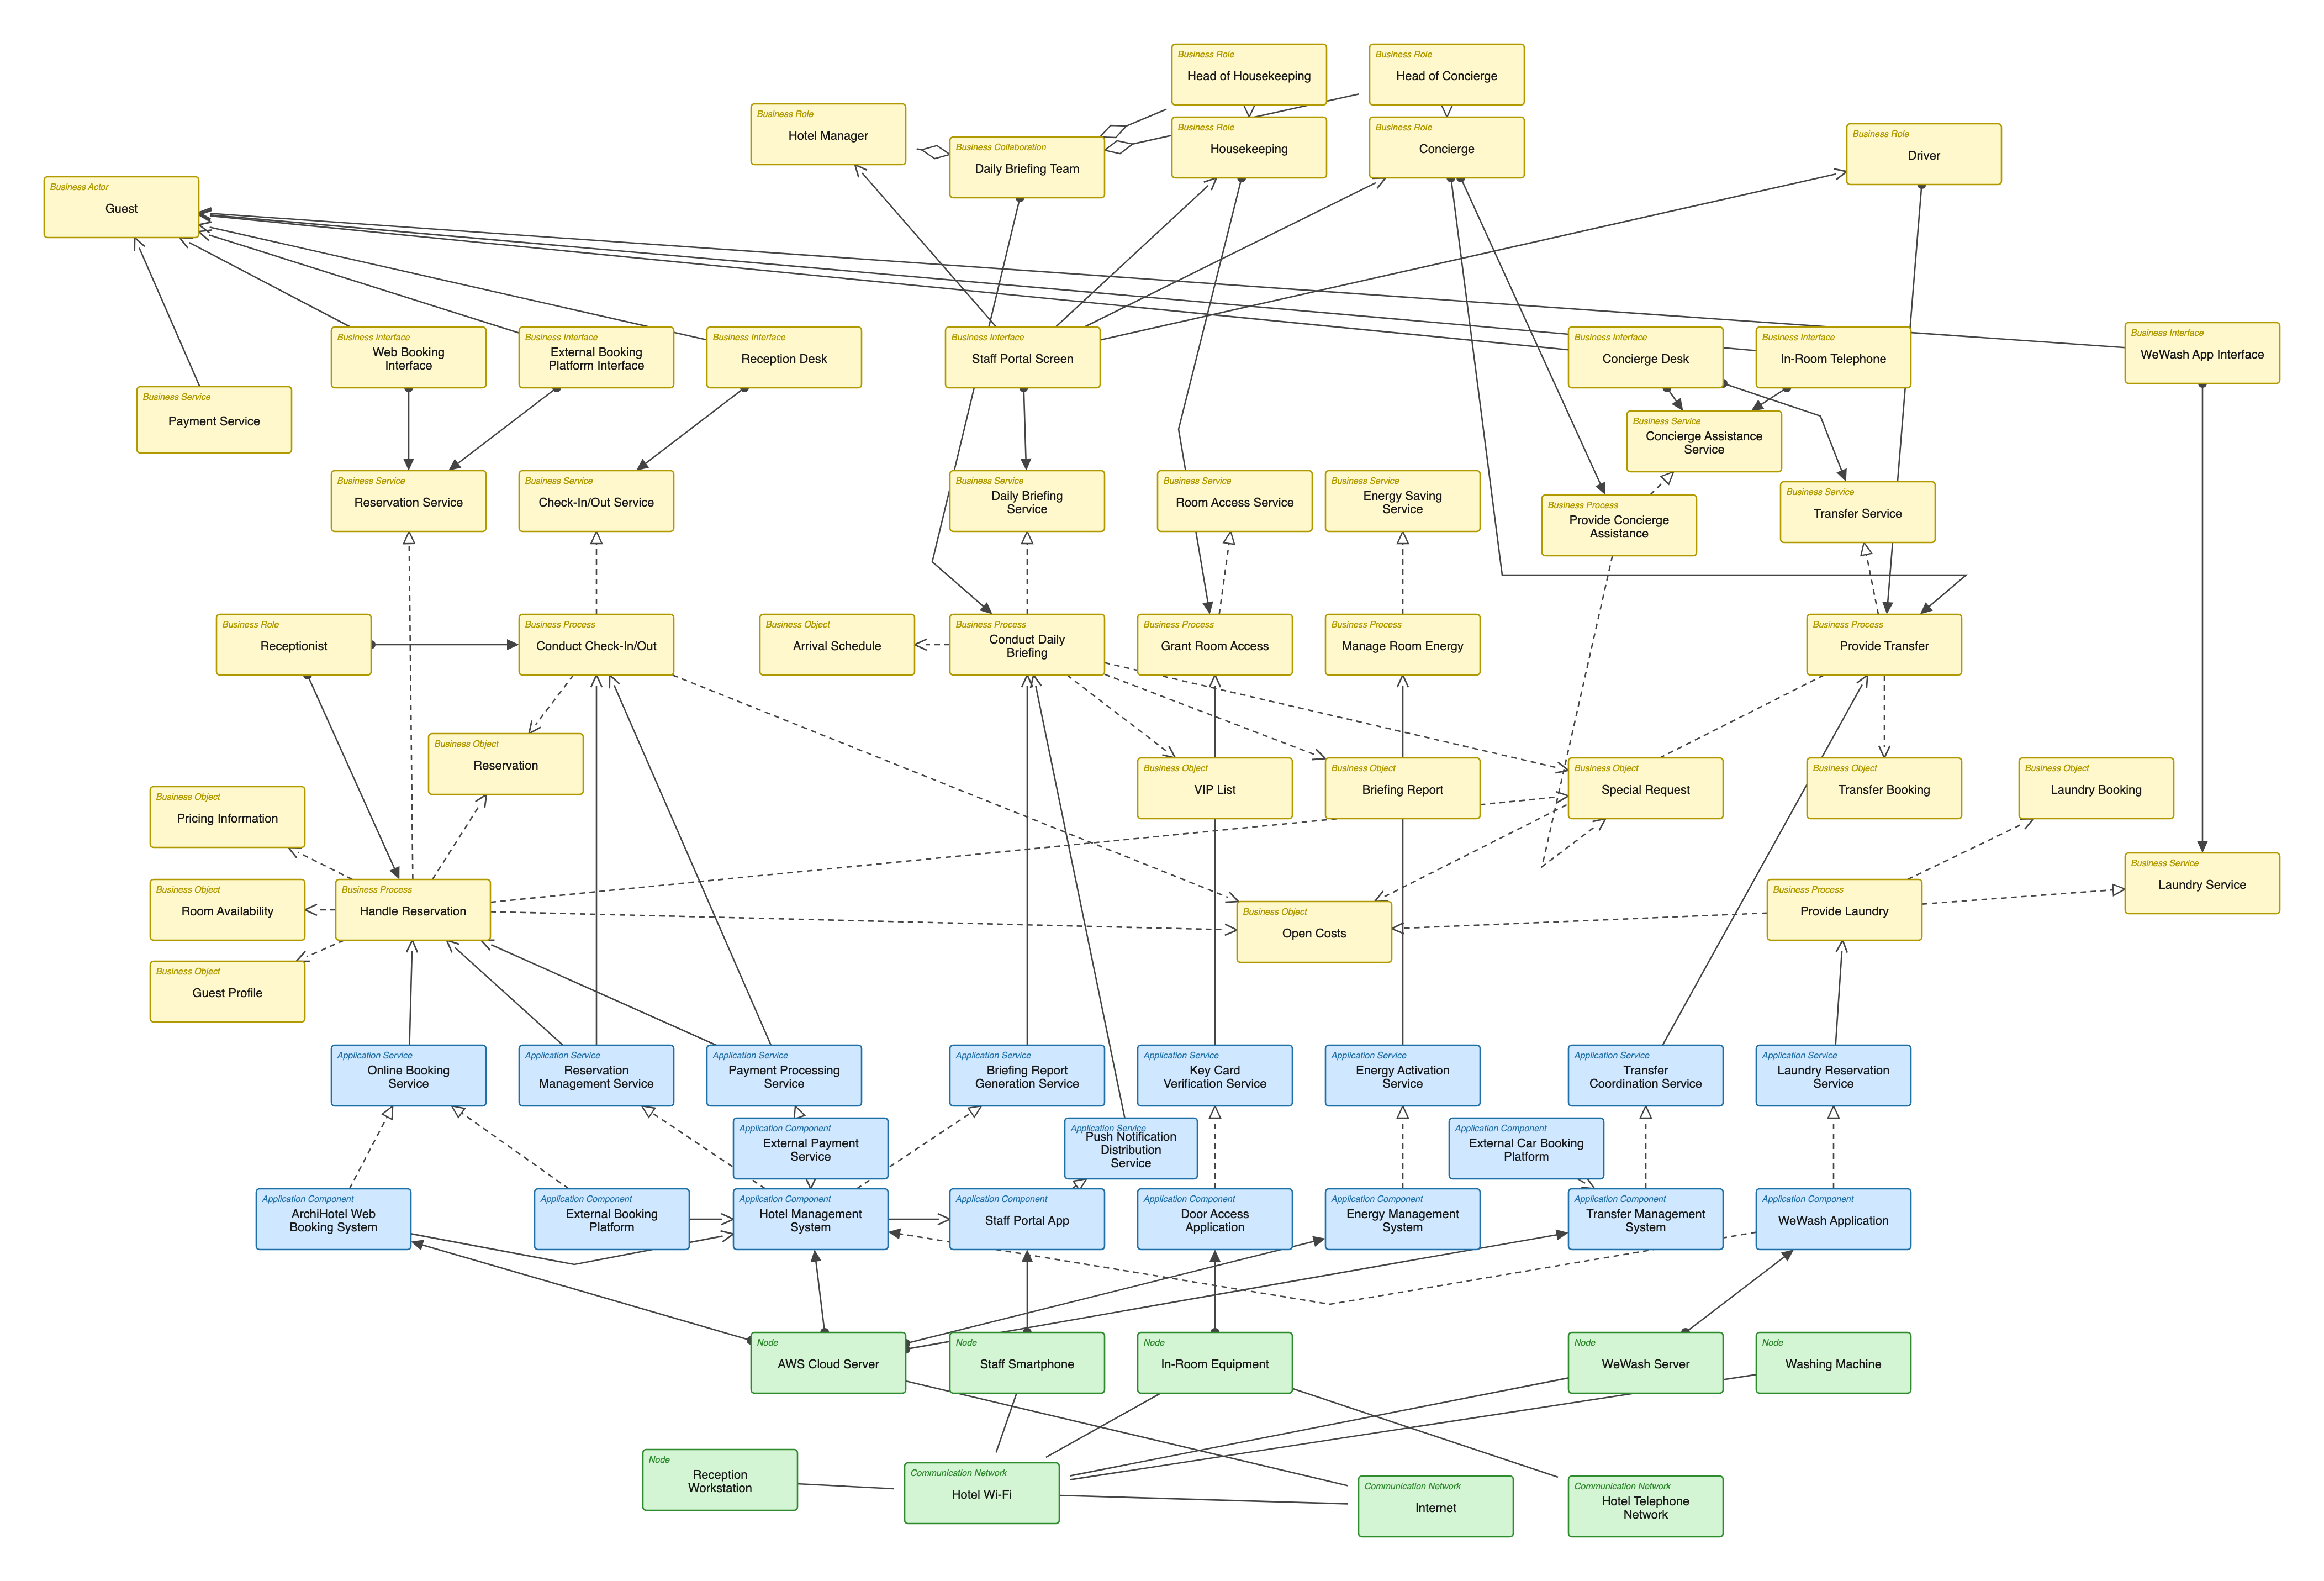 Business Role
Head of Housekeeping
Business Role
Head of Concierge
Business Role
Hotel Manager
Business Collaboration
Daily Briefing Team
Business Role
Housekeeping
Business Role
Concierge
Business Role
Driver
Business Actor
Guest
Business Interface
Web Booking
Interface
Business Interface
External Booking
Platform Interface
Business Interface
Reception Desk
Business Interface
Staff Portal Screen
Business Interface
Concierge Desk
Business Interface
In-Room Telephone
Business Interface
WeWash App Interface
Business Service
Payment Service
Business Service
Concierge Assistance
Service
Business Service
Reservation Service
Business Service
Check-In/Out Service
Business Service
Daily Briefing
Service
Business Service
Room Access Service
Business Service
Energy Saving
Service
Business Process
Provide Concierge
Assistance
Business Service
Transfer Service
Business Role
Receptionist
Business Process
Conduct Check-In/Out
Business Object
Arrival Schedule
Business Process
Conduct Daily
Briefing
Business Process
Grant Room Access
Business Process
Manage Room Energy
Business Process
Provide Transfer
Business Object
Reservation
Business Object
VIP List
Business Object
Briefing Report
Business Object
Special Request
Business Object
Transfer Booking
Business Object
Laundry Booking
Business Object
Pricing Information
Business Object
Room Availability
Business Process
Handle Reservation
Business Object
Open Costs
Business Process
Provide Laundry
Business Service
Laundry Service
Business Object
Guest Profile
Application Service
Online Booking
Service
Application Service
Reservation
Management Service
Application Service
Payment Processing
Service
Application Service
Briefing Report
Generation Service
Application Service
Key Card
Verification Service
Application Service
Energy Activation
Service
Application Service
Transfer
Coordination Service
Application Service
Laundry Reservation
Service
Application Component
External Payment
Service
Application Service
Push Notification
Distribution
Service
Application Component
External Car Booking
Platform
Application Component
ArchiHotel Web
Booking System
Application Component
External Booking
Platform
Application Component
Hotel Management
System
Application Component
Staff Portal App
Application Component
Door Access
Application
Application Component
Energy Management
System
Application Component
Transfer Management
System
Application Component
WeWash Application
Node
AWS Cloud Server
Node
Staff Smartphone
Node
In-Room Equipment
Node
WeWash Server
Node
Washing Machine
Node
Reception
Workstation
Communication Network
Hotel Wi-Fi
Communication Network
Internet
Communication Network
Hotel Telephone
Network